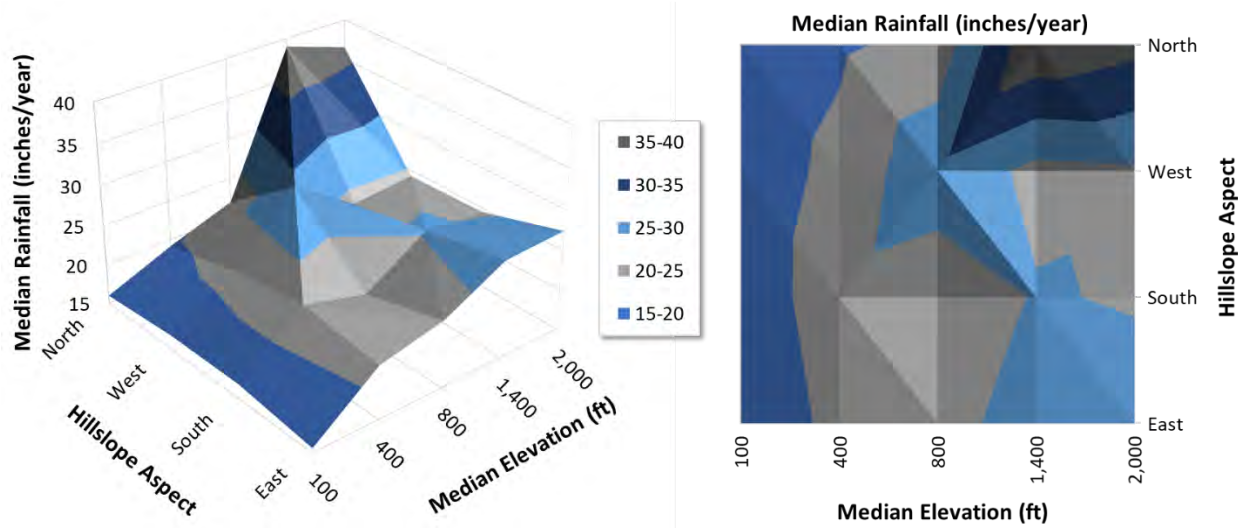 Median Rainfall (inches/year)
40
35
30
25
20
15
North
West
South
East
Hillslope Aspect
100
400
800
1,400
2,000
Median Elevation (ft)
35-40
30-35
25-30
20-25
15-20
Median Rainfall (inches/year)
North
West
South
East
Hillslope Aspect
100
400
800
1,400
2,000
Median Elevation (ft)